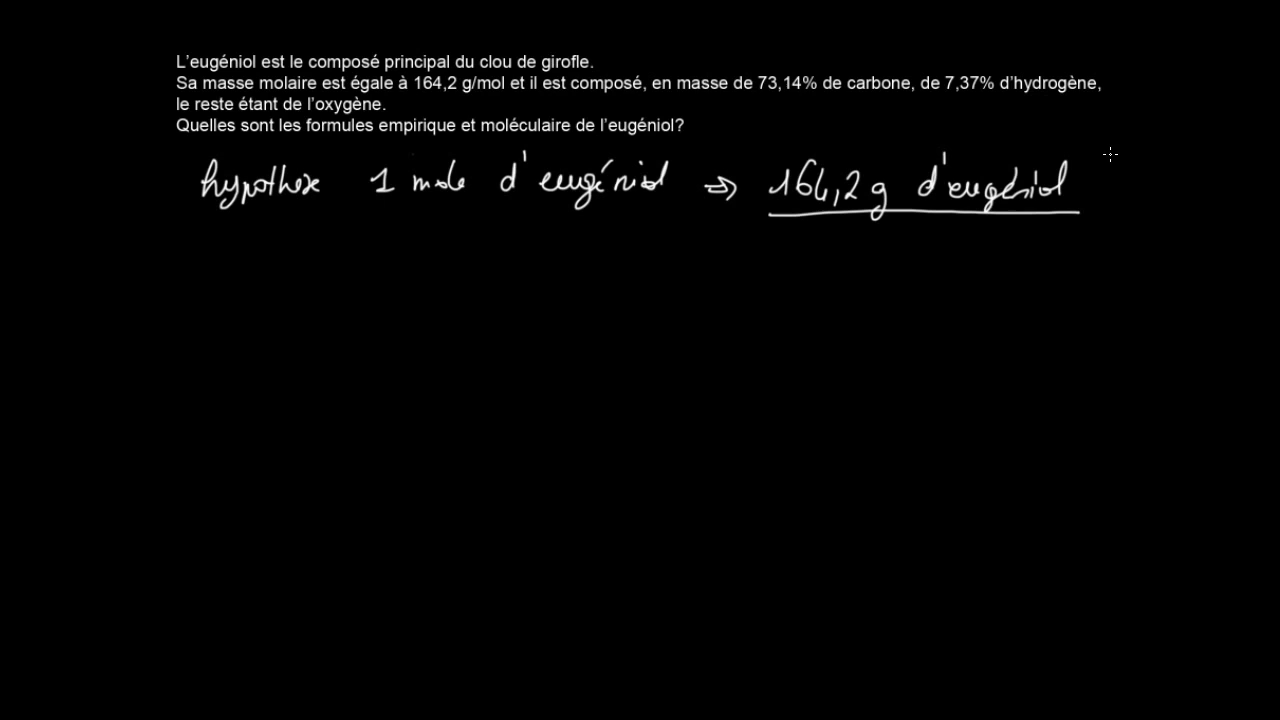 L'eugéniol est le composé principal du clou de girofle.
Sa masse molaire est égale à 164,2 g/mol et il est composé, en masse de 73,14% de carbone, de 7,37% d'hydrogène,
le reste étant de l'oxygène.
Quelles sont les formules empirique et moléculaire de l'eugéniol?
hypothèse 1 mole d'eugéniol ⇒ 164,2 g d'eugéniol